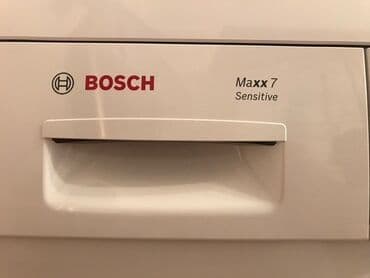 BOSCH
Maxx 7
Sensitive